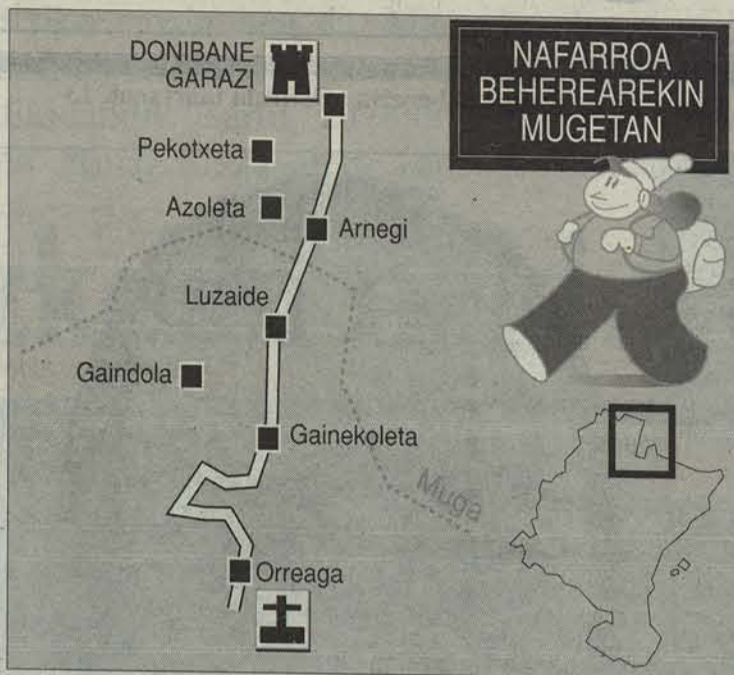 DONIBANE
GARAZI
NAFARROA
BEHEREAREKIN
MUGETAN
Pekotxeta
Azoleta
Arnegi
Luzaide
Gaindola
Gainekoleta
Muga
Orreaga